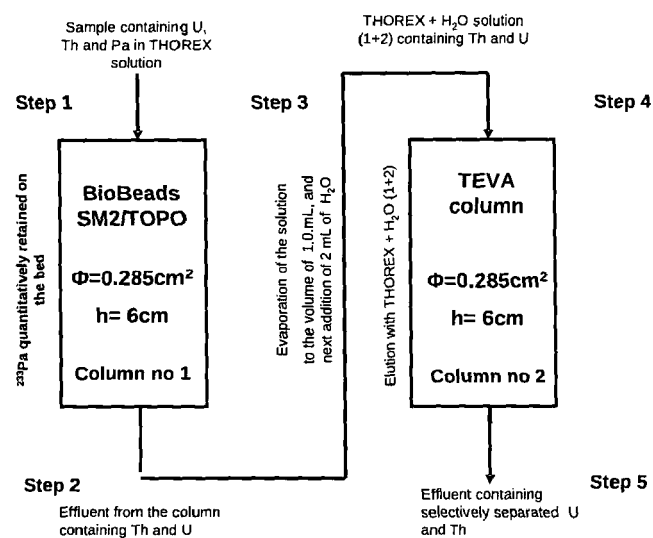 Sample containing U,
Th and Pa in THOREX
solution
Step 1
²³³Pa quantitatively retained on
the bed
BioBeads
SM2/TOPO
Φ=0.285cm²
h= 6cm
Column no 1
Step 2
Effluent from the column
containing Th and U
Step 3
Evaporation of the solution
to the volume of 1.0.mL, and
next addition of 2 mL of H₂O
THOREX + H₂O solution
(1+2) containing Th and U
Step 4
Elution with THOREX + H₂O (1+2)
TEVA
column
Φ=0.285cm²
h= 6cm
Column no 2
Step 5
Effluent containing
selectively separated U
and Th